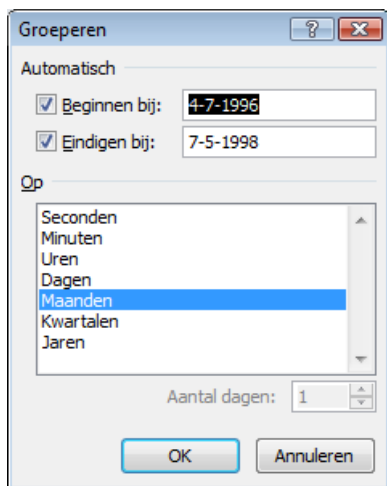 Groeperen
Automatisch
Beginnen bij: 4-7-1996
Eindigen bij: 7-5-1998
Op
Seconden
Minuten
Uren
Dagen
Maanden
Kwartalen
Jaren
Aantal dagen: 1
OK Annuleren